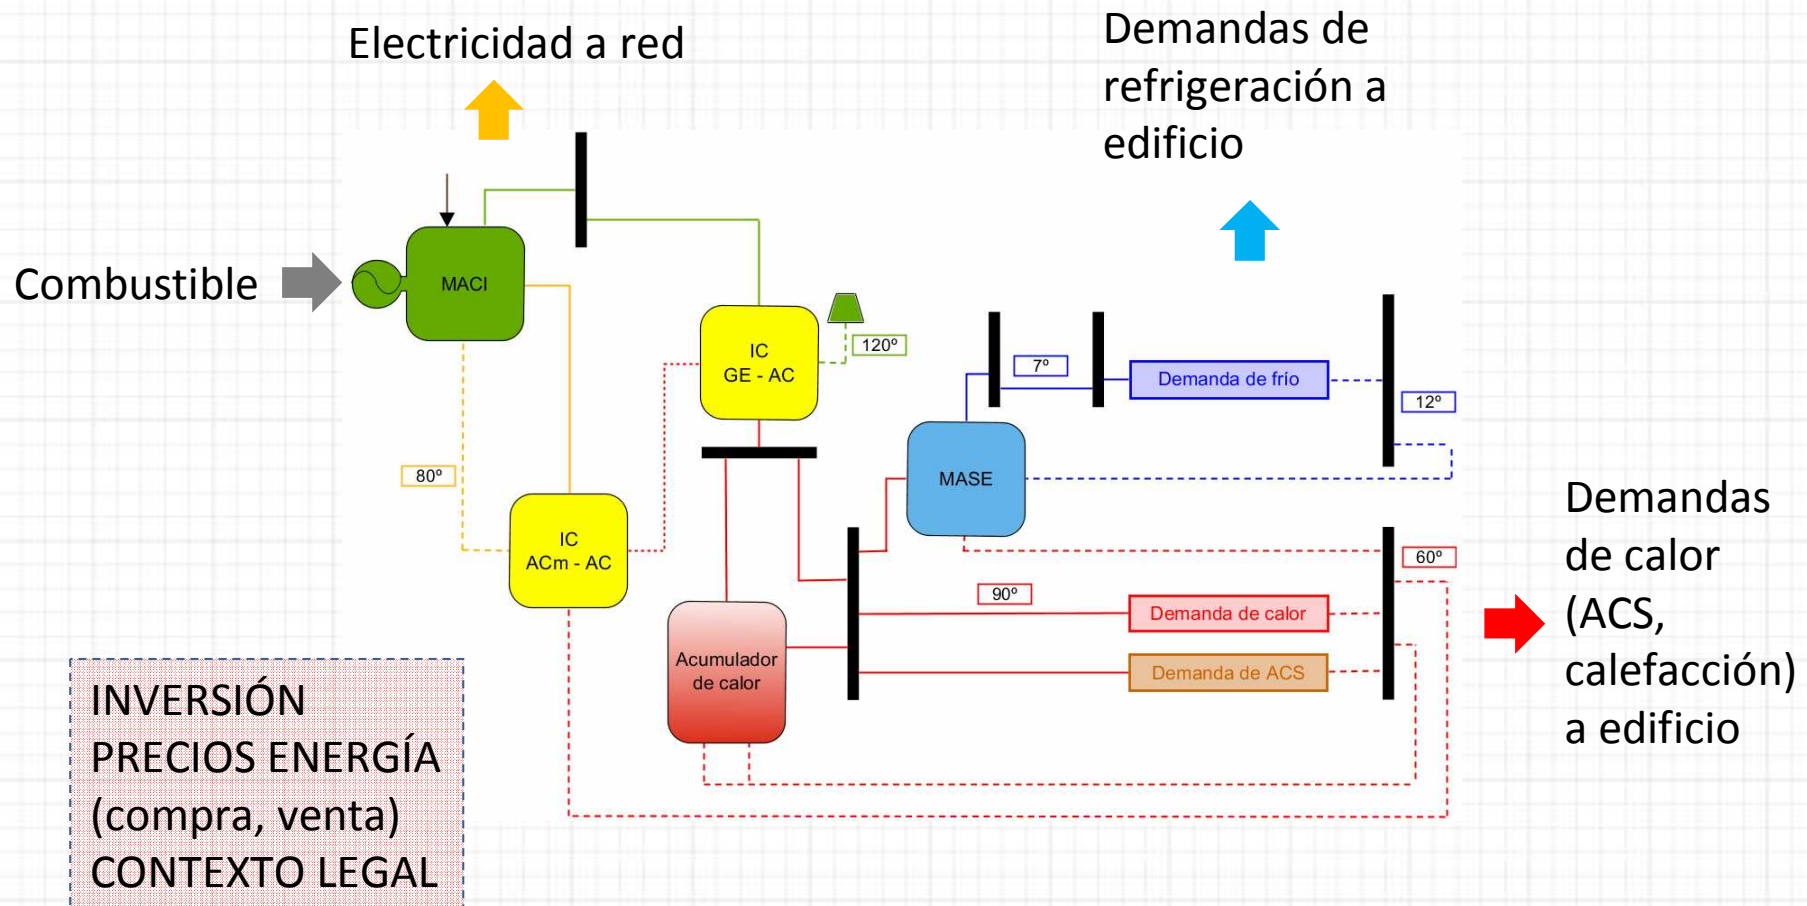 Electricidad a red
Demandas de
refrigeración a
edificio
Combustible
MACI
IC
GE - AC
120º
7º
Demanda de frío
12º
80º
MASE
IC
ACm - AC
60º
90º
Demanda de calor
Acumulador
de calor
Demanda de ACS
Demandas
de calor
(ACS,
calefacción)
a edificio
INVERSIÓN
PRECIOS ENERGÍA
(compra, venta)
CONTEXTO LEGAL